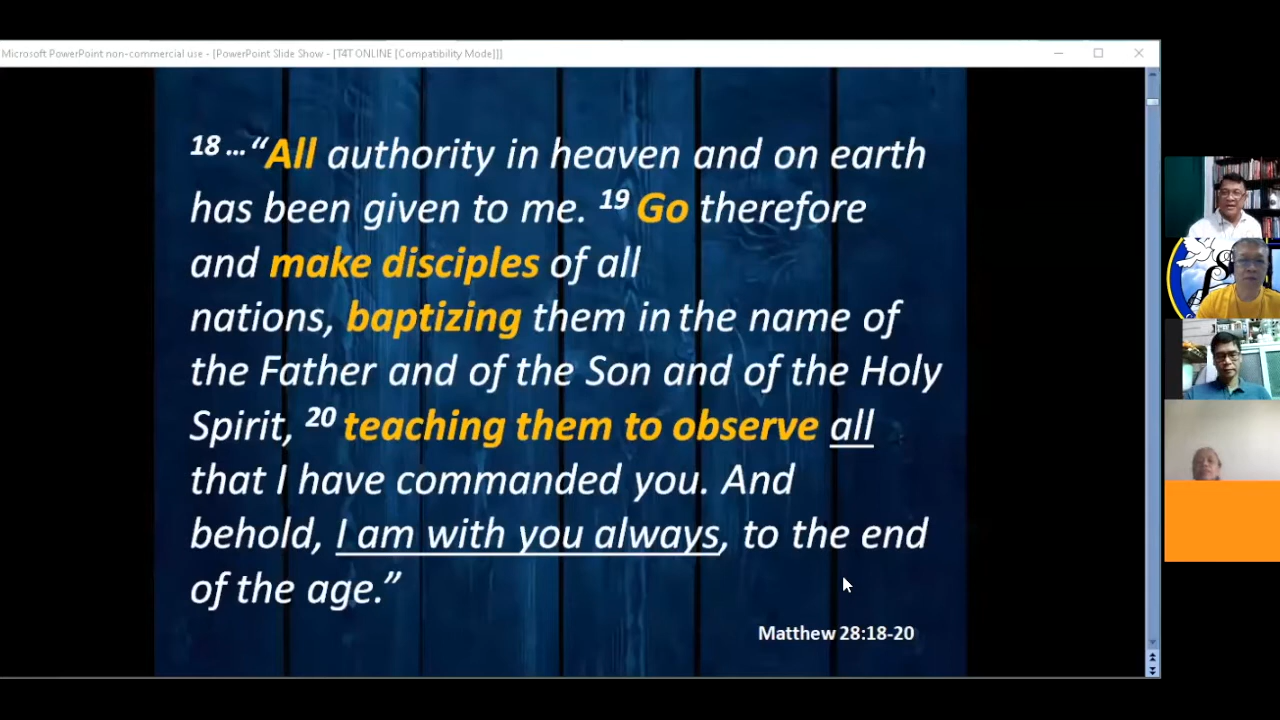 Microsoft PowerPoint non-commercial use - [PowerPoint Slide Show - [T4T ONLINE [Compatibility Mode]]]
18 ... “All authority in heaven and on earth
has been given to me. 19 Go therefore
and make disciples of all
nations, baptizing them in the name of
the Father and of the Son and of the Holy
Spirit, 20 teaching them to observe all
that I have commanded you. And
behold, I am with you always, to the end
of the age.”
Matthew 28:18-20